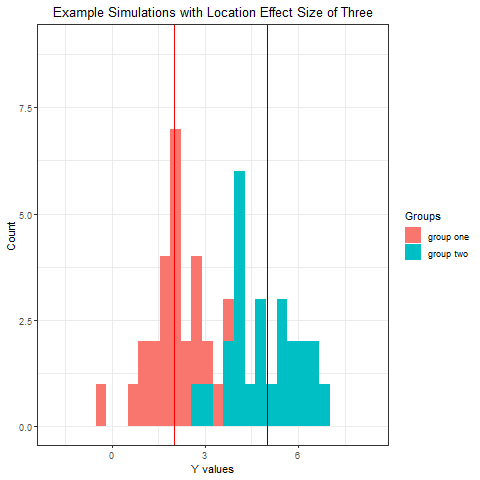 Example Simulations with Location Effect Size of Three
7.5
5.0
2.5
0.0
Count
0 3 6
Y values
Groups
group one
group two